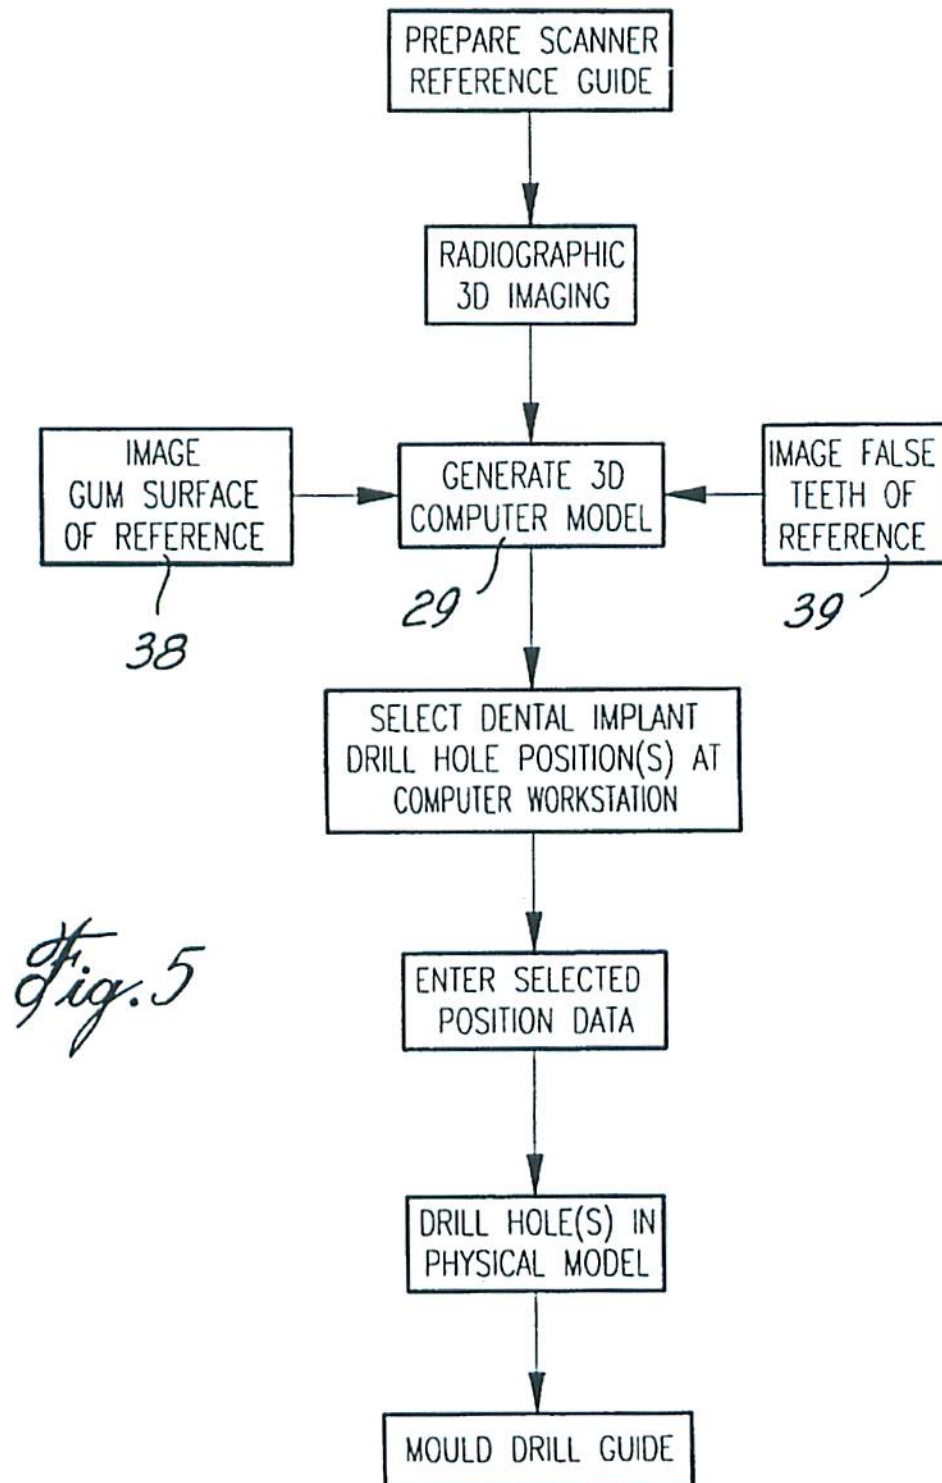 PREPARE SCANNER
REFERENCE GUIDE
RADIOGRAPHIC
3D IMAGING
IMAGE
GUM SURFACE
OF REFERENCE
38
GENERATE 3D
COMPUTER MODEL
29
IMAGE FALSE
TEETH OF
REFERENCE
39
SELECT DENTAL IMPLANT
DRILL HOLE POSITION(S) AT
COMPUTER WORKSTATION
Fig. 5
ENTER SELECTED
POSITION DATA
DRILL HOLE(S) IN
PHYSICAL MODEL
MOULD DRILL GUIDE